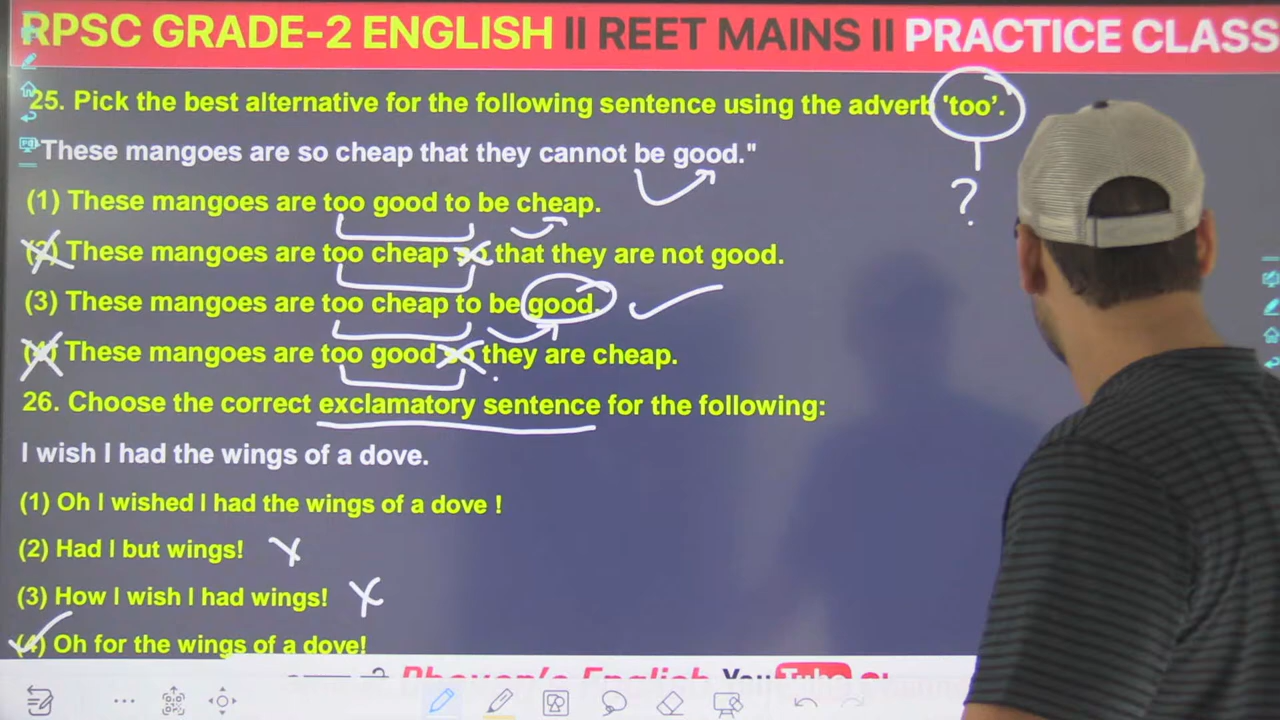 RPSC GRADE-2 ENGLISH II REET MAINS II PRACTICE CLASS
25. Pick the best alternative for the following sentence using the adverb 'too'.
"These mangoes are so cheap that they cannot be good."
?
(1) These mangoes are too good to be cheap.
(2) These mangoes are too cheap so that they are not good.
(3) These mangoes are too cheap to be good.
(4) These mangoes are too good so they are cheap.
26. Choose the correct exclamatory sentence for the following:
I wish I had the wings of a dove.
(1) Oh I wished I had the wings of a dove !
(2) Had I but wings!
(3) How I wish I had wings!
(4) Oh for the wings of a dove!
English YouTube